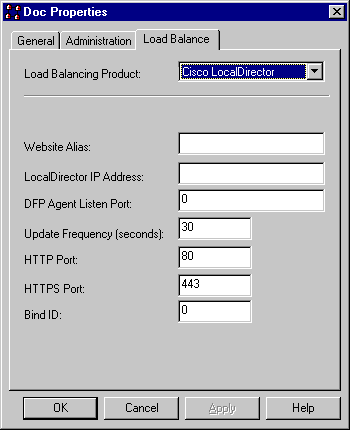 Doc Properties
General Administration Load Balance
Load Balancing Product: Cisco LocalDirector
Website Alias:
LocalDirector IP Address:
DFP Agent Listen Port: 0
Update Frequency (seconds): 30
HTTP Port: 80
HTTPS Port: 443
Bind ID: 0
OK Cancel Apply Help